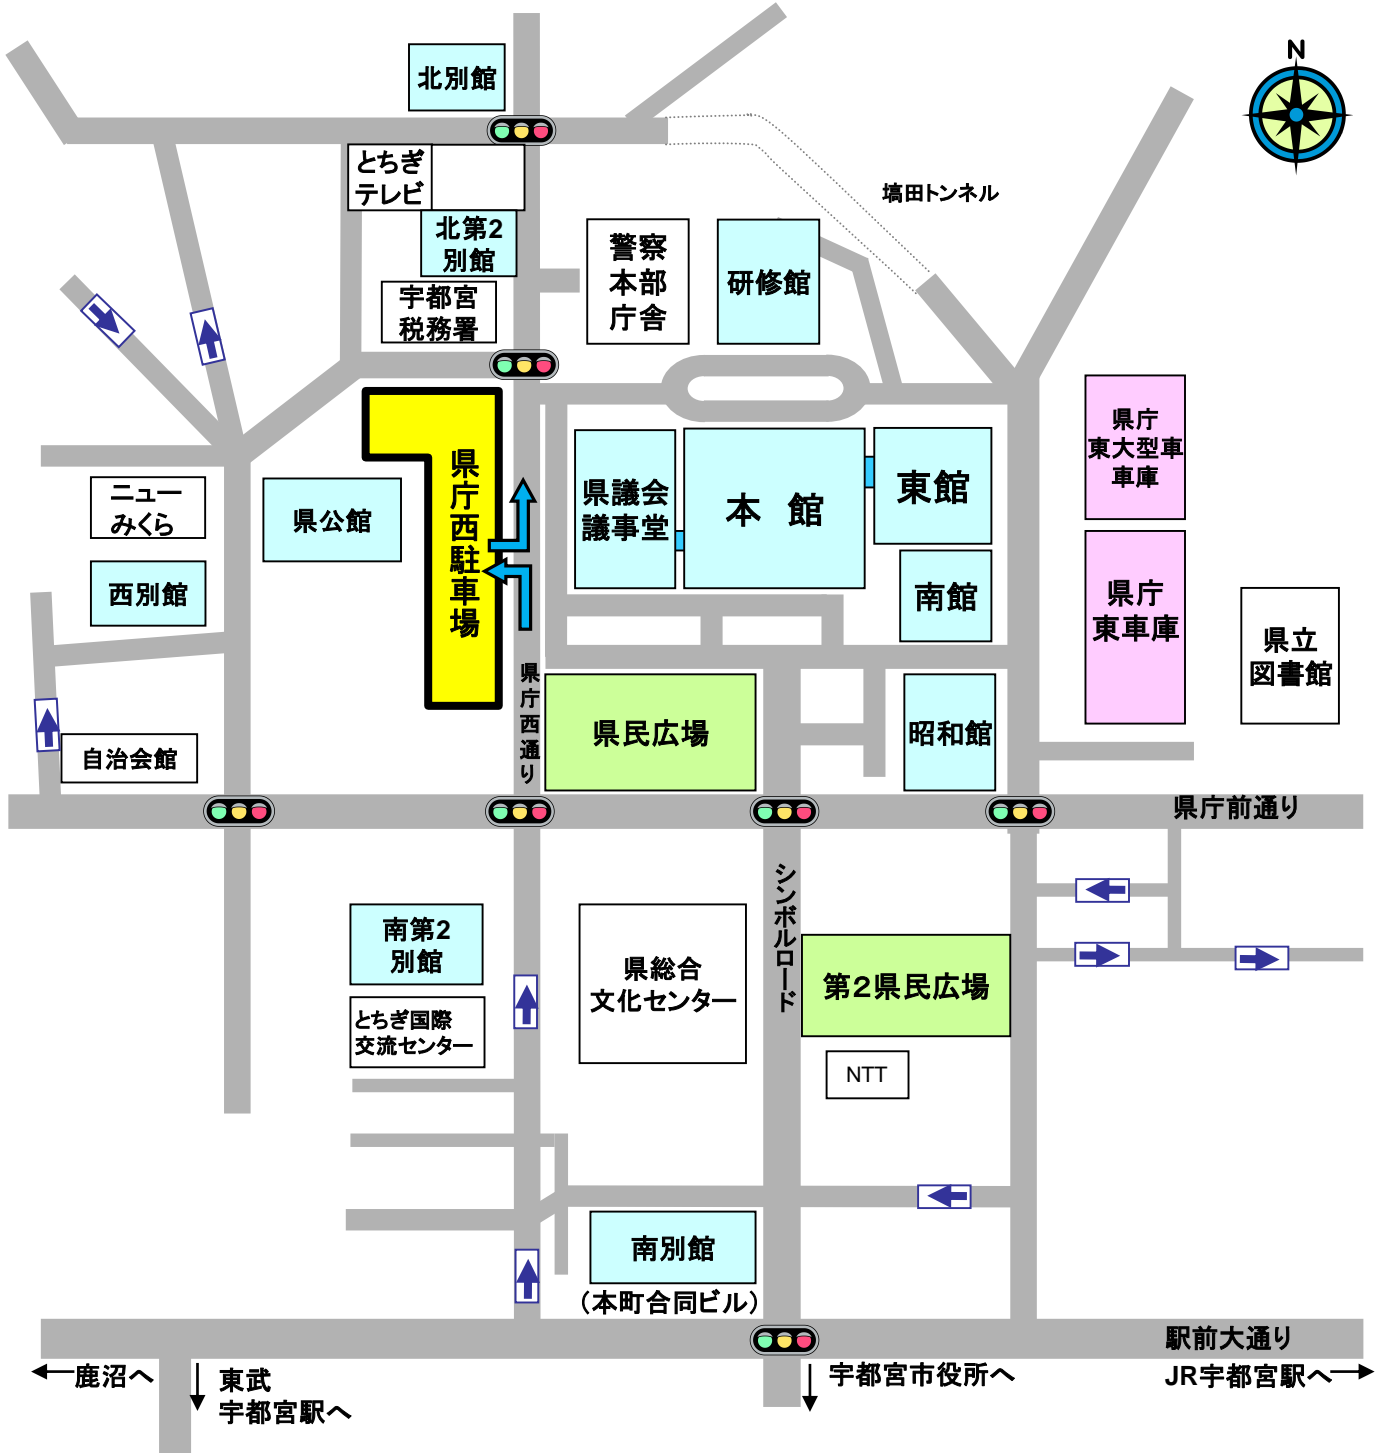 N
北別館
とちぎ
テレビ
塙田トンネル
北第2
別館
警察
本部
庁舎
研修館
宇都宮
税務署
県庁
東大型車
車庫
県庁西駐車場
県議会
議事堂
本 館
東館
ニュー
みくら
県公館
西別館
南館
県庁
東車庫
県立
図書館
県庁西通り
県民広場
昭和館
自治会館
県庁前通り
シンボルロード
南第2
別館
県総合
文化センター
第2県民広場
とちぎ国際
交流センター
NTT
南別館
(本町合同ビル)
駅前大通り
鹿沼へ
東武
宇都宮駅へ
宇都宮市役所へ
JR宇都宮駅へ